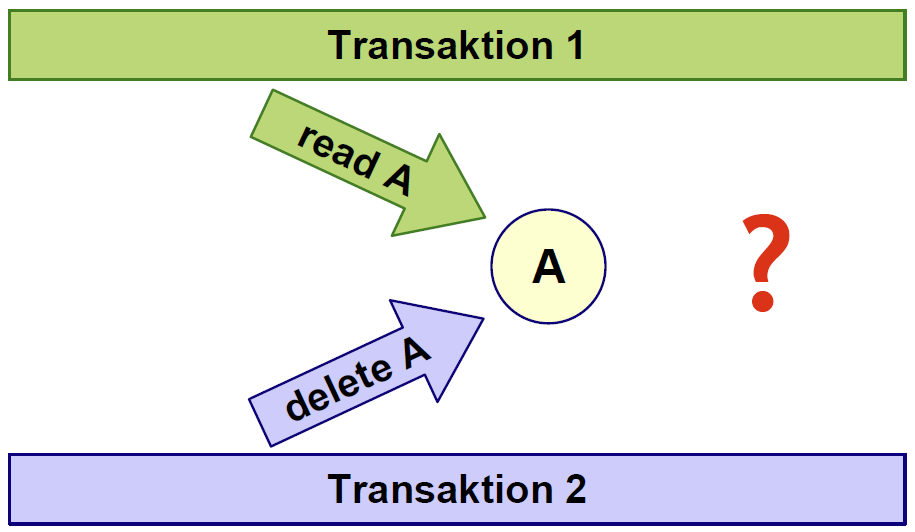 Transaktion 1
read A
A
?
delete A
Transaktion 2